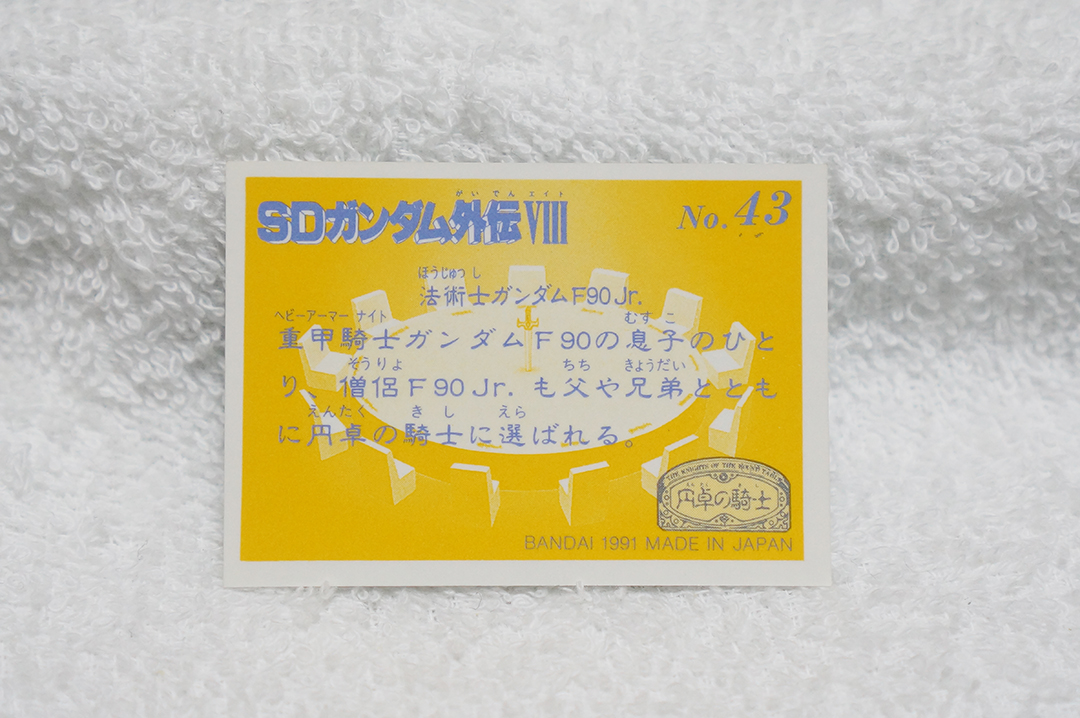 がいでんエイト
SDガンダム外伝VIII
No.43
ほうじゅつ し
法術士ガンダムF90Jr.
ヘビーアーマー ナイト むす こ
重甲騎士ガンダムF90の息子のひと
そうりょ ちち きょうだい
り、僧侶F90Jr.も父や兄弟ととも
えんたく き し えら
に円卓の騎士に選ばれる。
THE KNIGHTS OF THE ROUND TABLE
えん たく き し
円卓の騎士
BANDAI 1991 MADE IN JAPAN